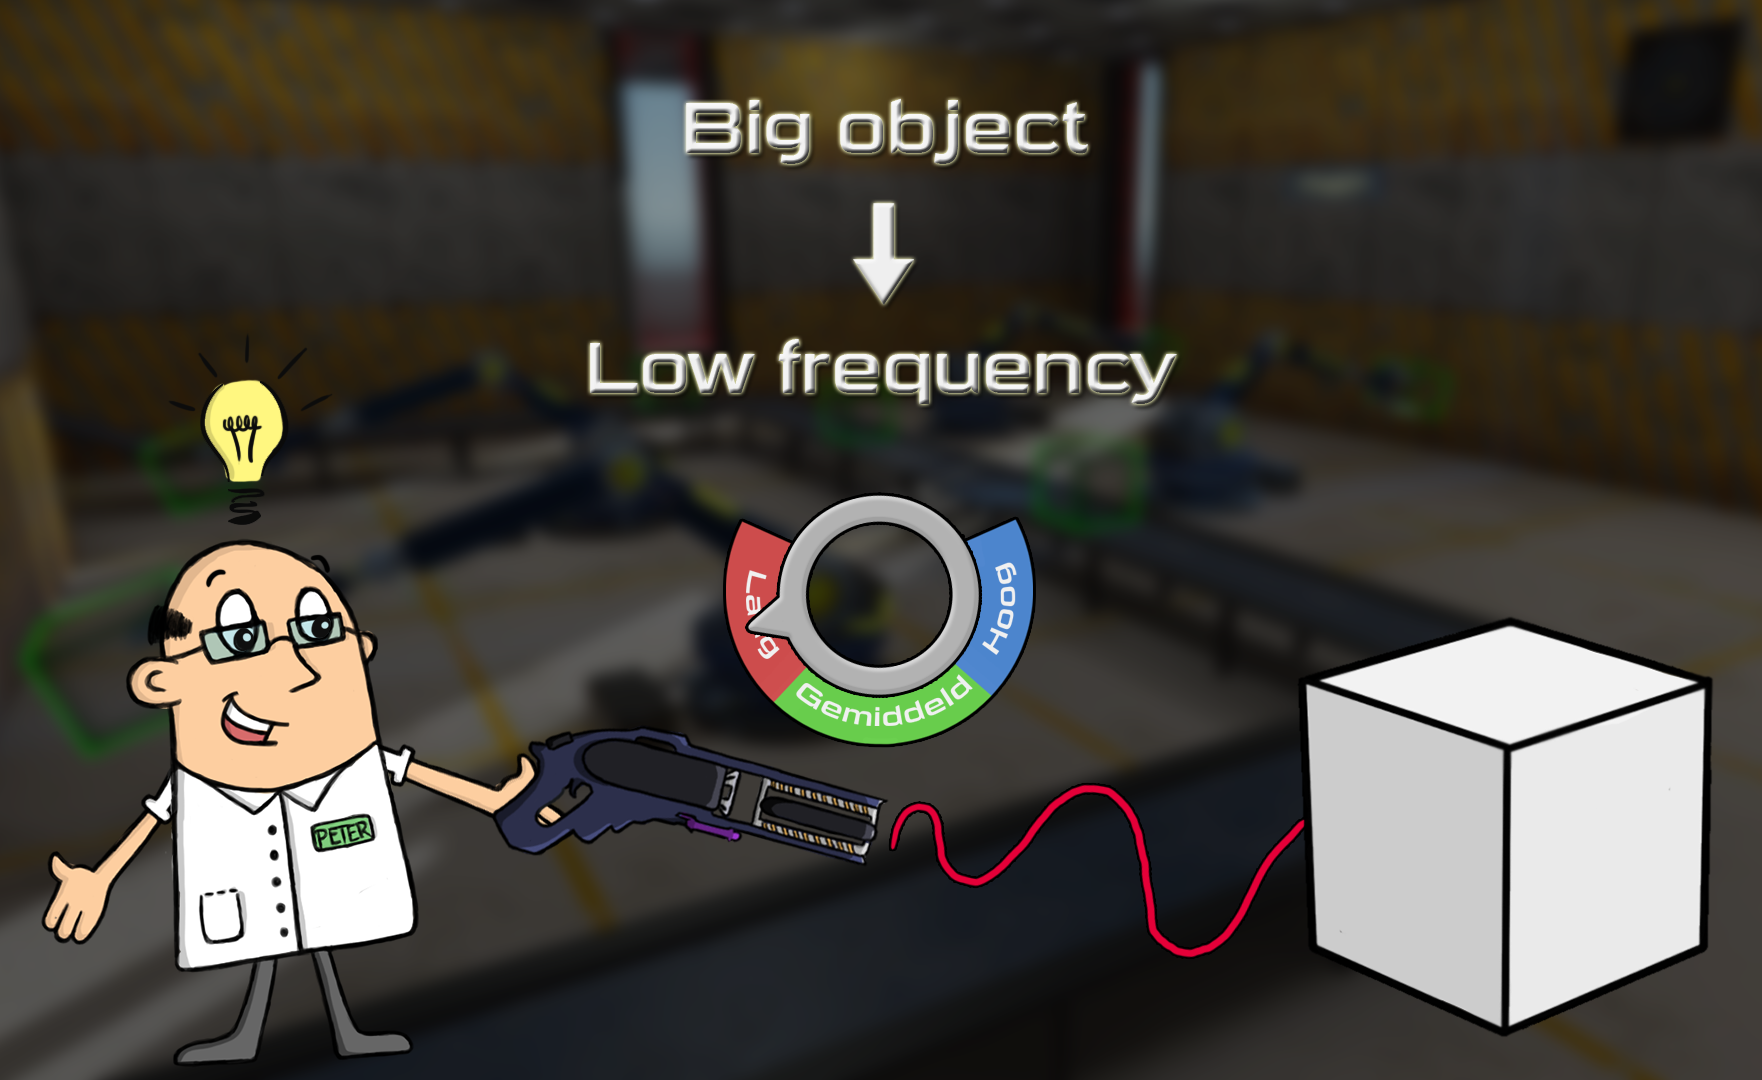 Big object
Low frequency
Laag
Hoog
Gemiddeld
PETER